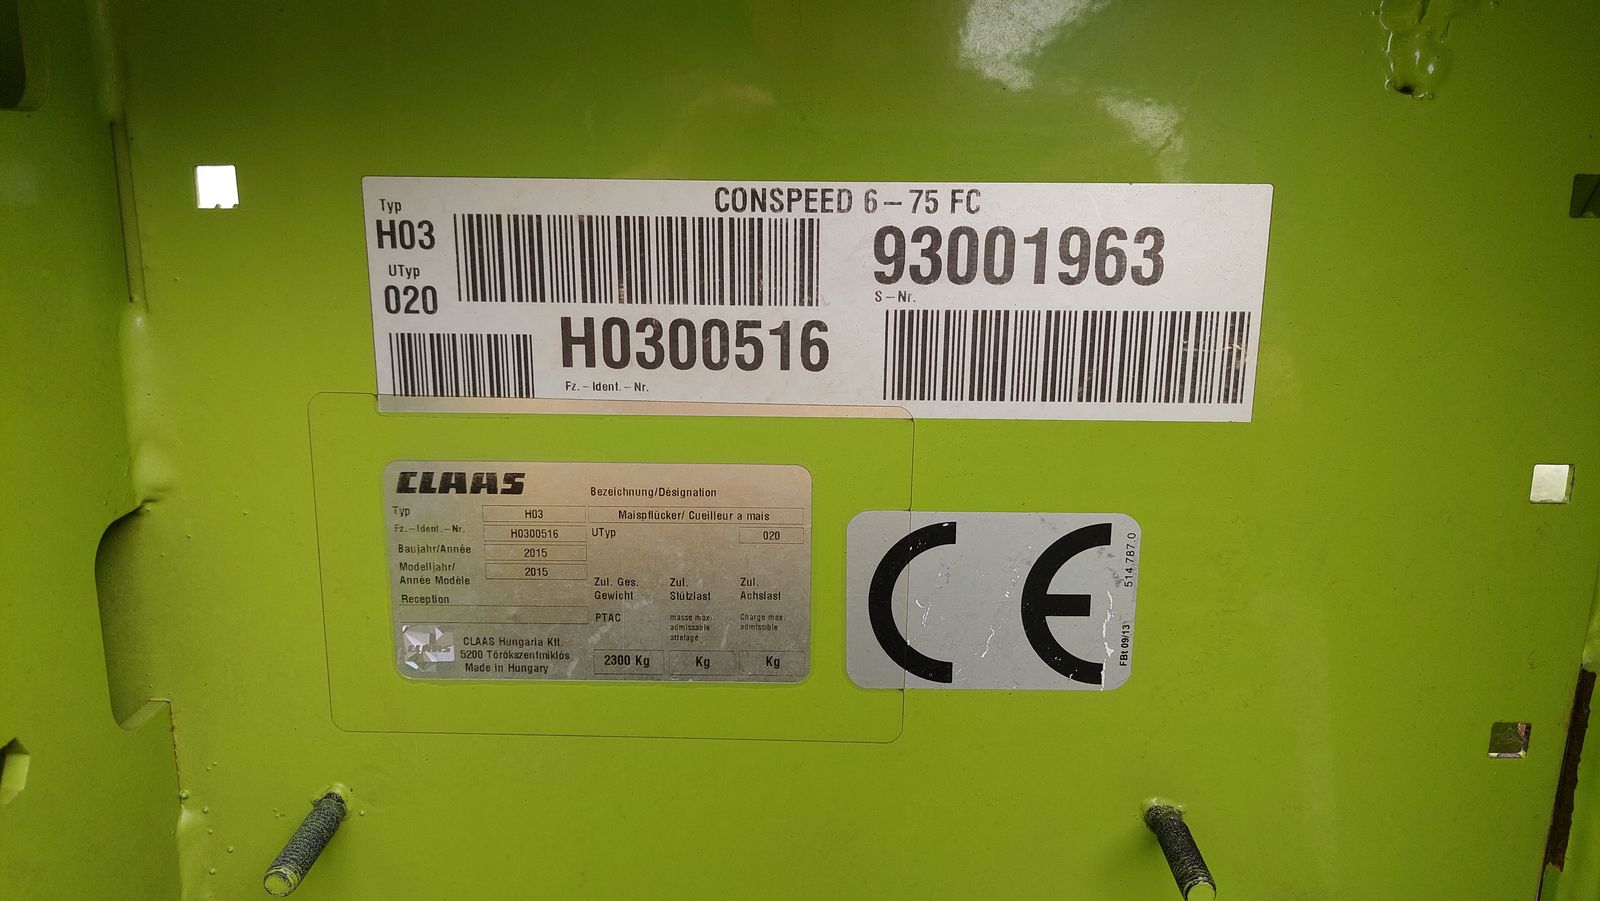 CONSPEED 6-75 FC
Typ
H03
93001963
UTyp
S-Nr.
020
H0300516
Fz.-Ident.-Nr.
CLAAS
Bezeichnung/Désignation
Typ H03 Maispflücker/ Cueilleur a mais
Fz.-Ident.-Nr. H0300516 UTyp 020
Baujahr/Année 2015
Modelljahr/ 2015
Année Modèle
Zul. Ges. Zul. Zul.
Gewicht Stützlast Achslast
Reception
PTAC masse max. Charge max.
admissable admissible
attelage
CLAAS
CLAAS Hungaria Kft.
5200 Törökszentmiklós
Made in Hungary
2300 Kg Kg Kg
CE
514.787.0
FBt 09/13